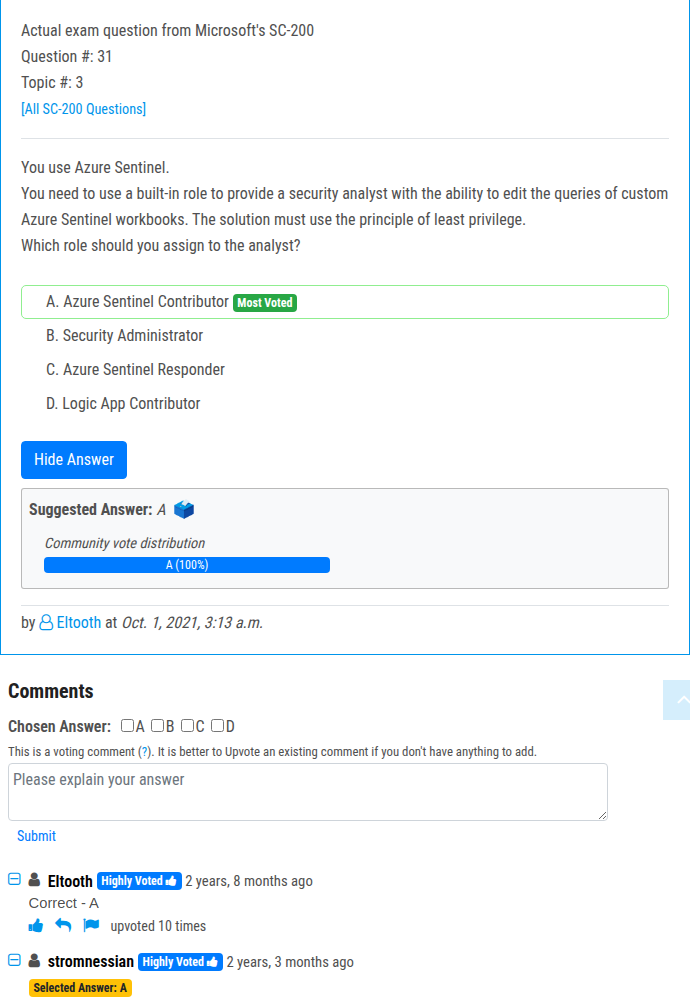 Actual exam question from Microsoft's SC-200
Question #: 31
Topic #: 3
[All SC-200 Questions]
You use Azure Sentinel.
You need to use a built-in role to provide a security analyst with the ability to edit the queries of custom
Azure Sentinel workbooks. The solution must use the principle of least privilege.
Which role should you assign to the analyst?
A. Azure Sentinel Contributor Most Voted
B. Security Administrator
C. Azure Sentinel Responder
D. Logic App Contributor
Hide Answer
Suggested Answer: A
Community vote distribution
A (100%)
by Eltooth at Oct. 1, 2021, 3:13 a.m.
Comments
Chosen Answer: A B C D
This is a voting comment (?). It is better to Upvote an existing comment if you don't have anything to add.
Please explain your answer
Submit
Eltooth Highly Voted 2 years, 8 months ago
Correct - A
upvoted 10 times
stromnessian Highly Voted 2 years, 3 months ago
Selected Answer: A